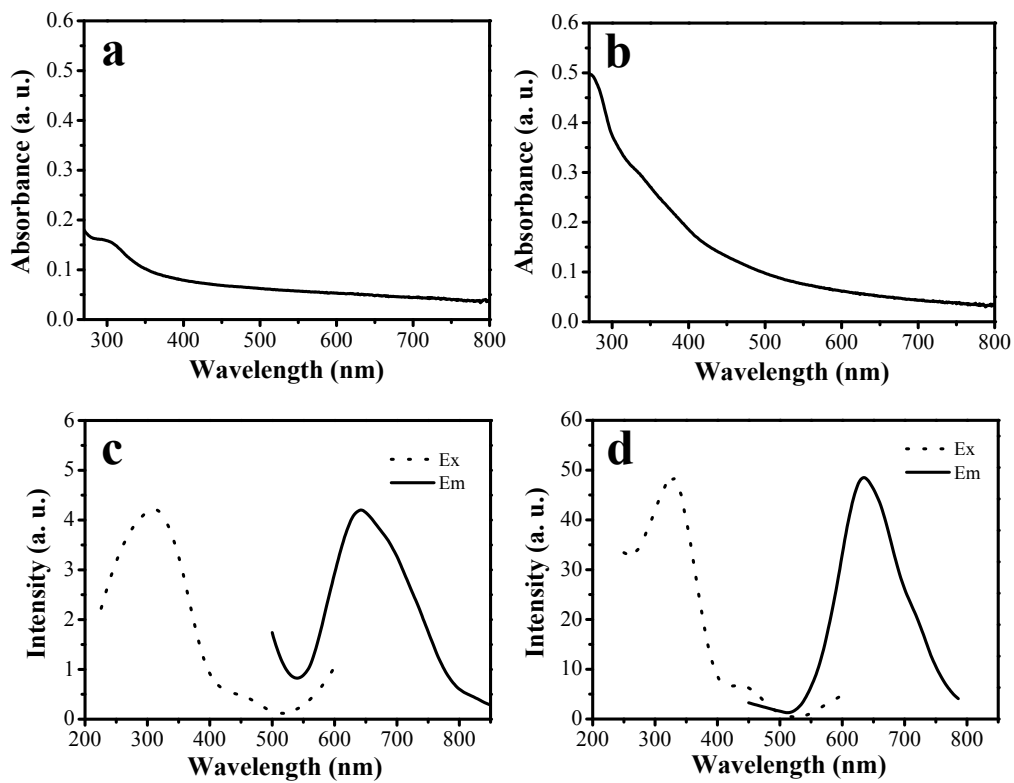 a
Absorbance (a. u.)
0.6
0.5
0.4
0.3
0.2
0.1
0.0
300 400 500 600 700 800
Wavelength (nm)
b
Absorbance (a. u.)
0.6
0.5
0.4
0.3
0.2
0.1
0.0
300 400 500 600 700 800
Wavelength (nm)
c
Ex
Em
Intensity (a. u.)
6
5
4
3
2
1
0
200 300 400 500 600 700 800
Wavelength (nm)
d
Ex
Em
Intensity (a. u.)
60
50
40
30
20
10
0
200 300 400 500 600 700 800
Wavelength (nm)